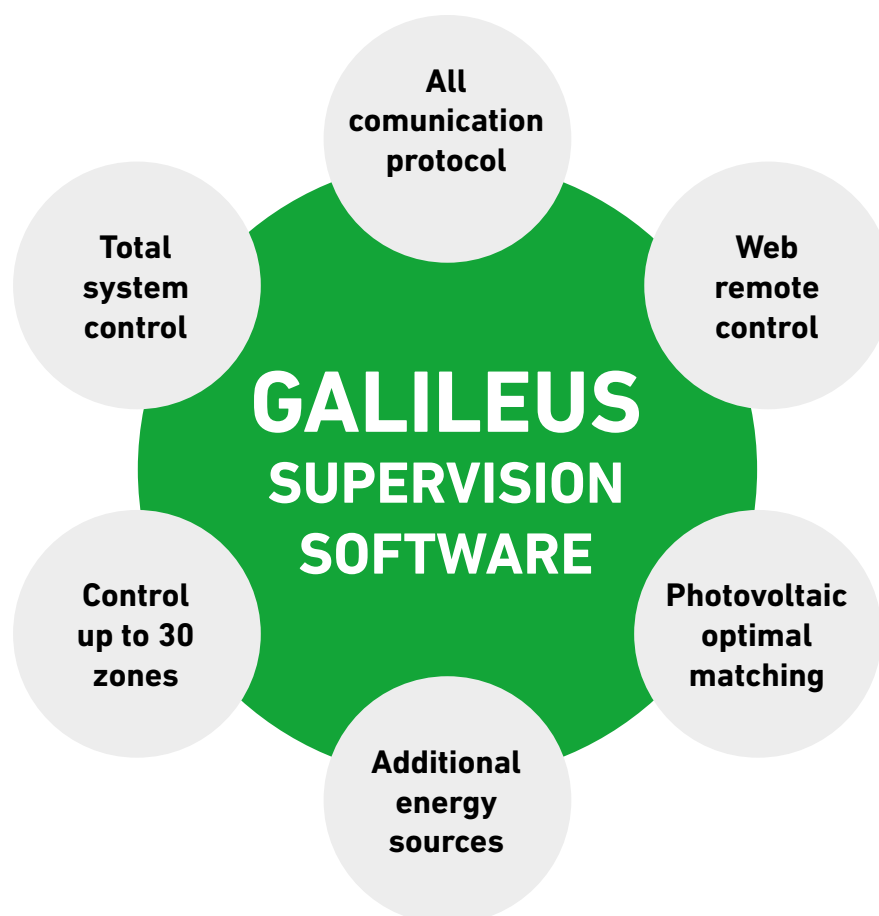 All
comunication
protocol
Total
system
control
Web
remote
control
GALILEUS
SUPERVISION
SOFTWARE
Control
up to 30
zones
Photovoltaic
optimal
matching
Additional
energy
sources